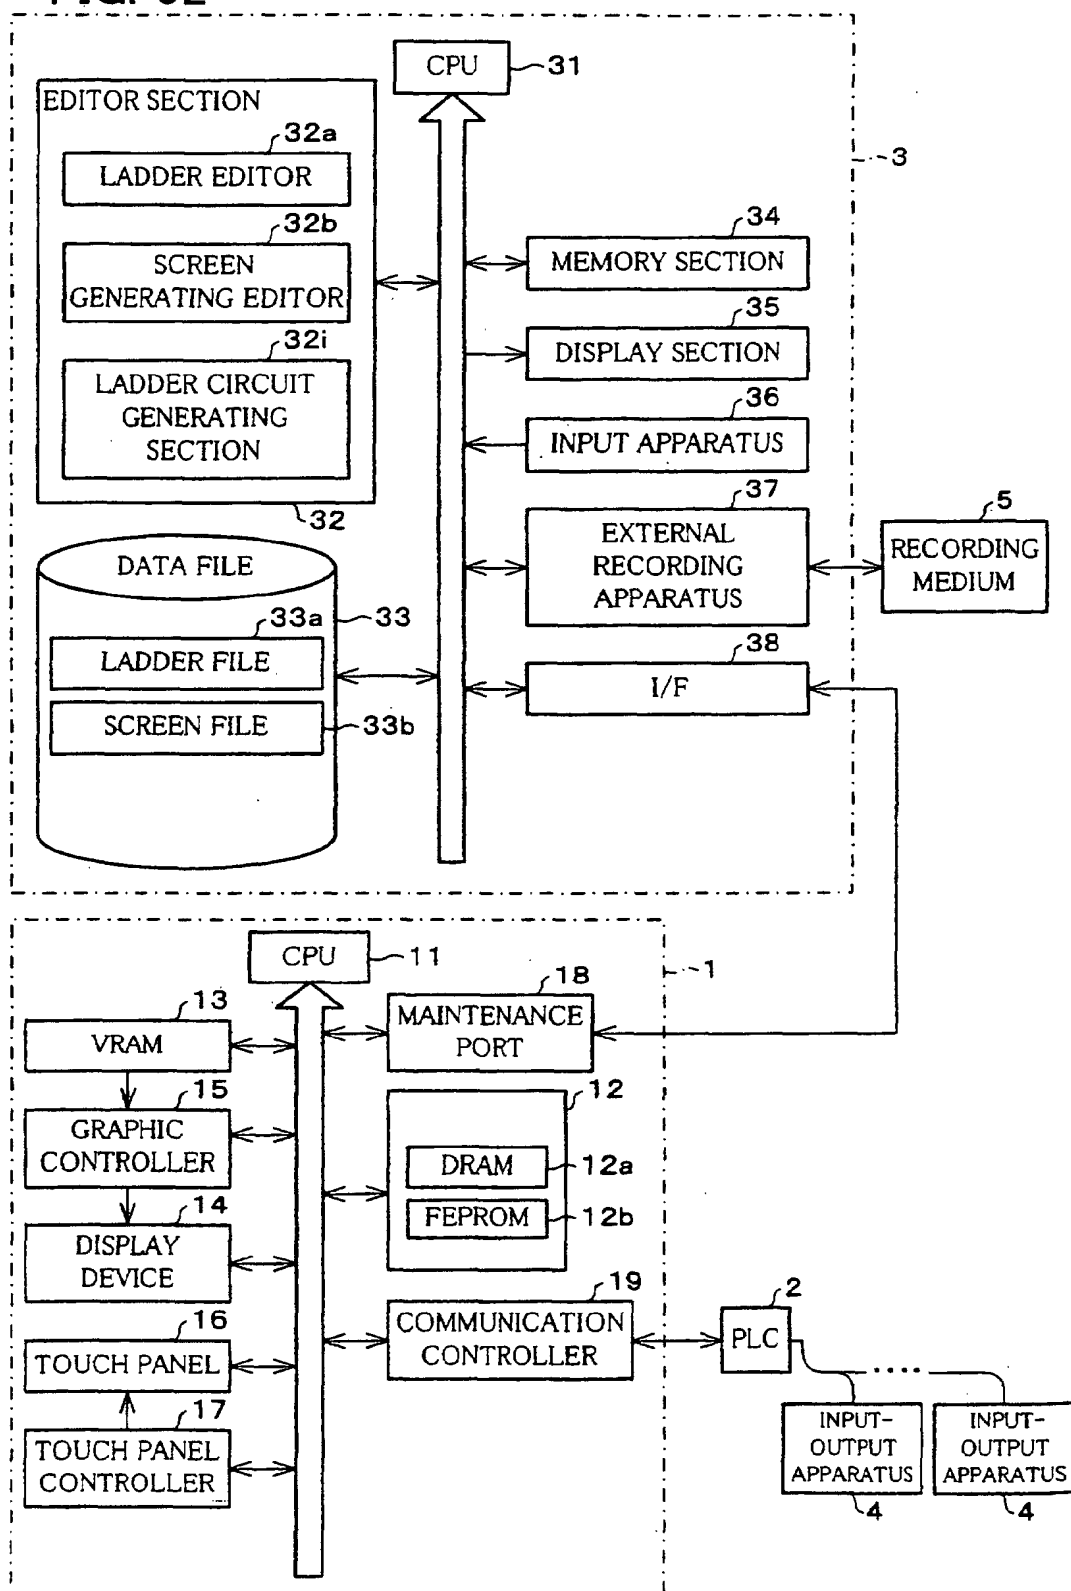 CPU
31
EDITOR SECTION
32a
LADDER EDITOR
32b
SCREEN
GENERATING EDITOR
32i
LADDER CIRCUIT
GENERATING
SECTION
32
3
34
MEMORY SECTION
35
DISPLAY SECTION
36
INPUT APPARATUS
37
EXTERNAL
RECORDING
APPARATUS
5
RECORDING
MEDIUM
DATA FILE
33a
33
LADDER FILE
SCREEN FILE
33b
38
I/F
CPU
11
1
13
VRAM
15
GRAPHIC
CONTROLLER
14
DISPLAY
DEVICE
16
TOUCH PANEL
17
TOUCH PANEL
CONTROLLER
18
MAINTENANCE
PORT
12
DRAM
12a
FEPROM
12b
19
COMMUNICATION
CONTROLLER
2
PLC
....
INPUT-
OUTPUT
APPARATUS
4
INPUT-
OUTPUT
APPARATUS
4